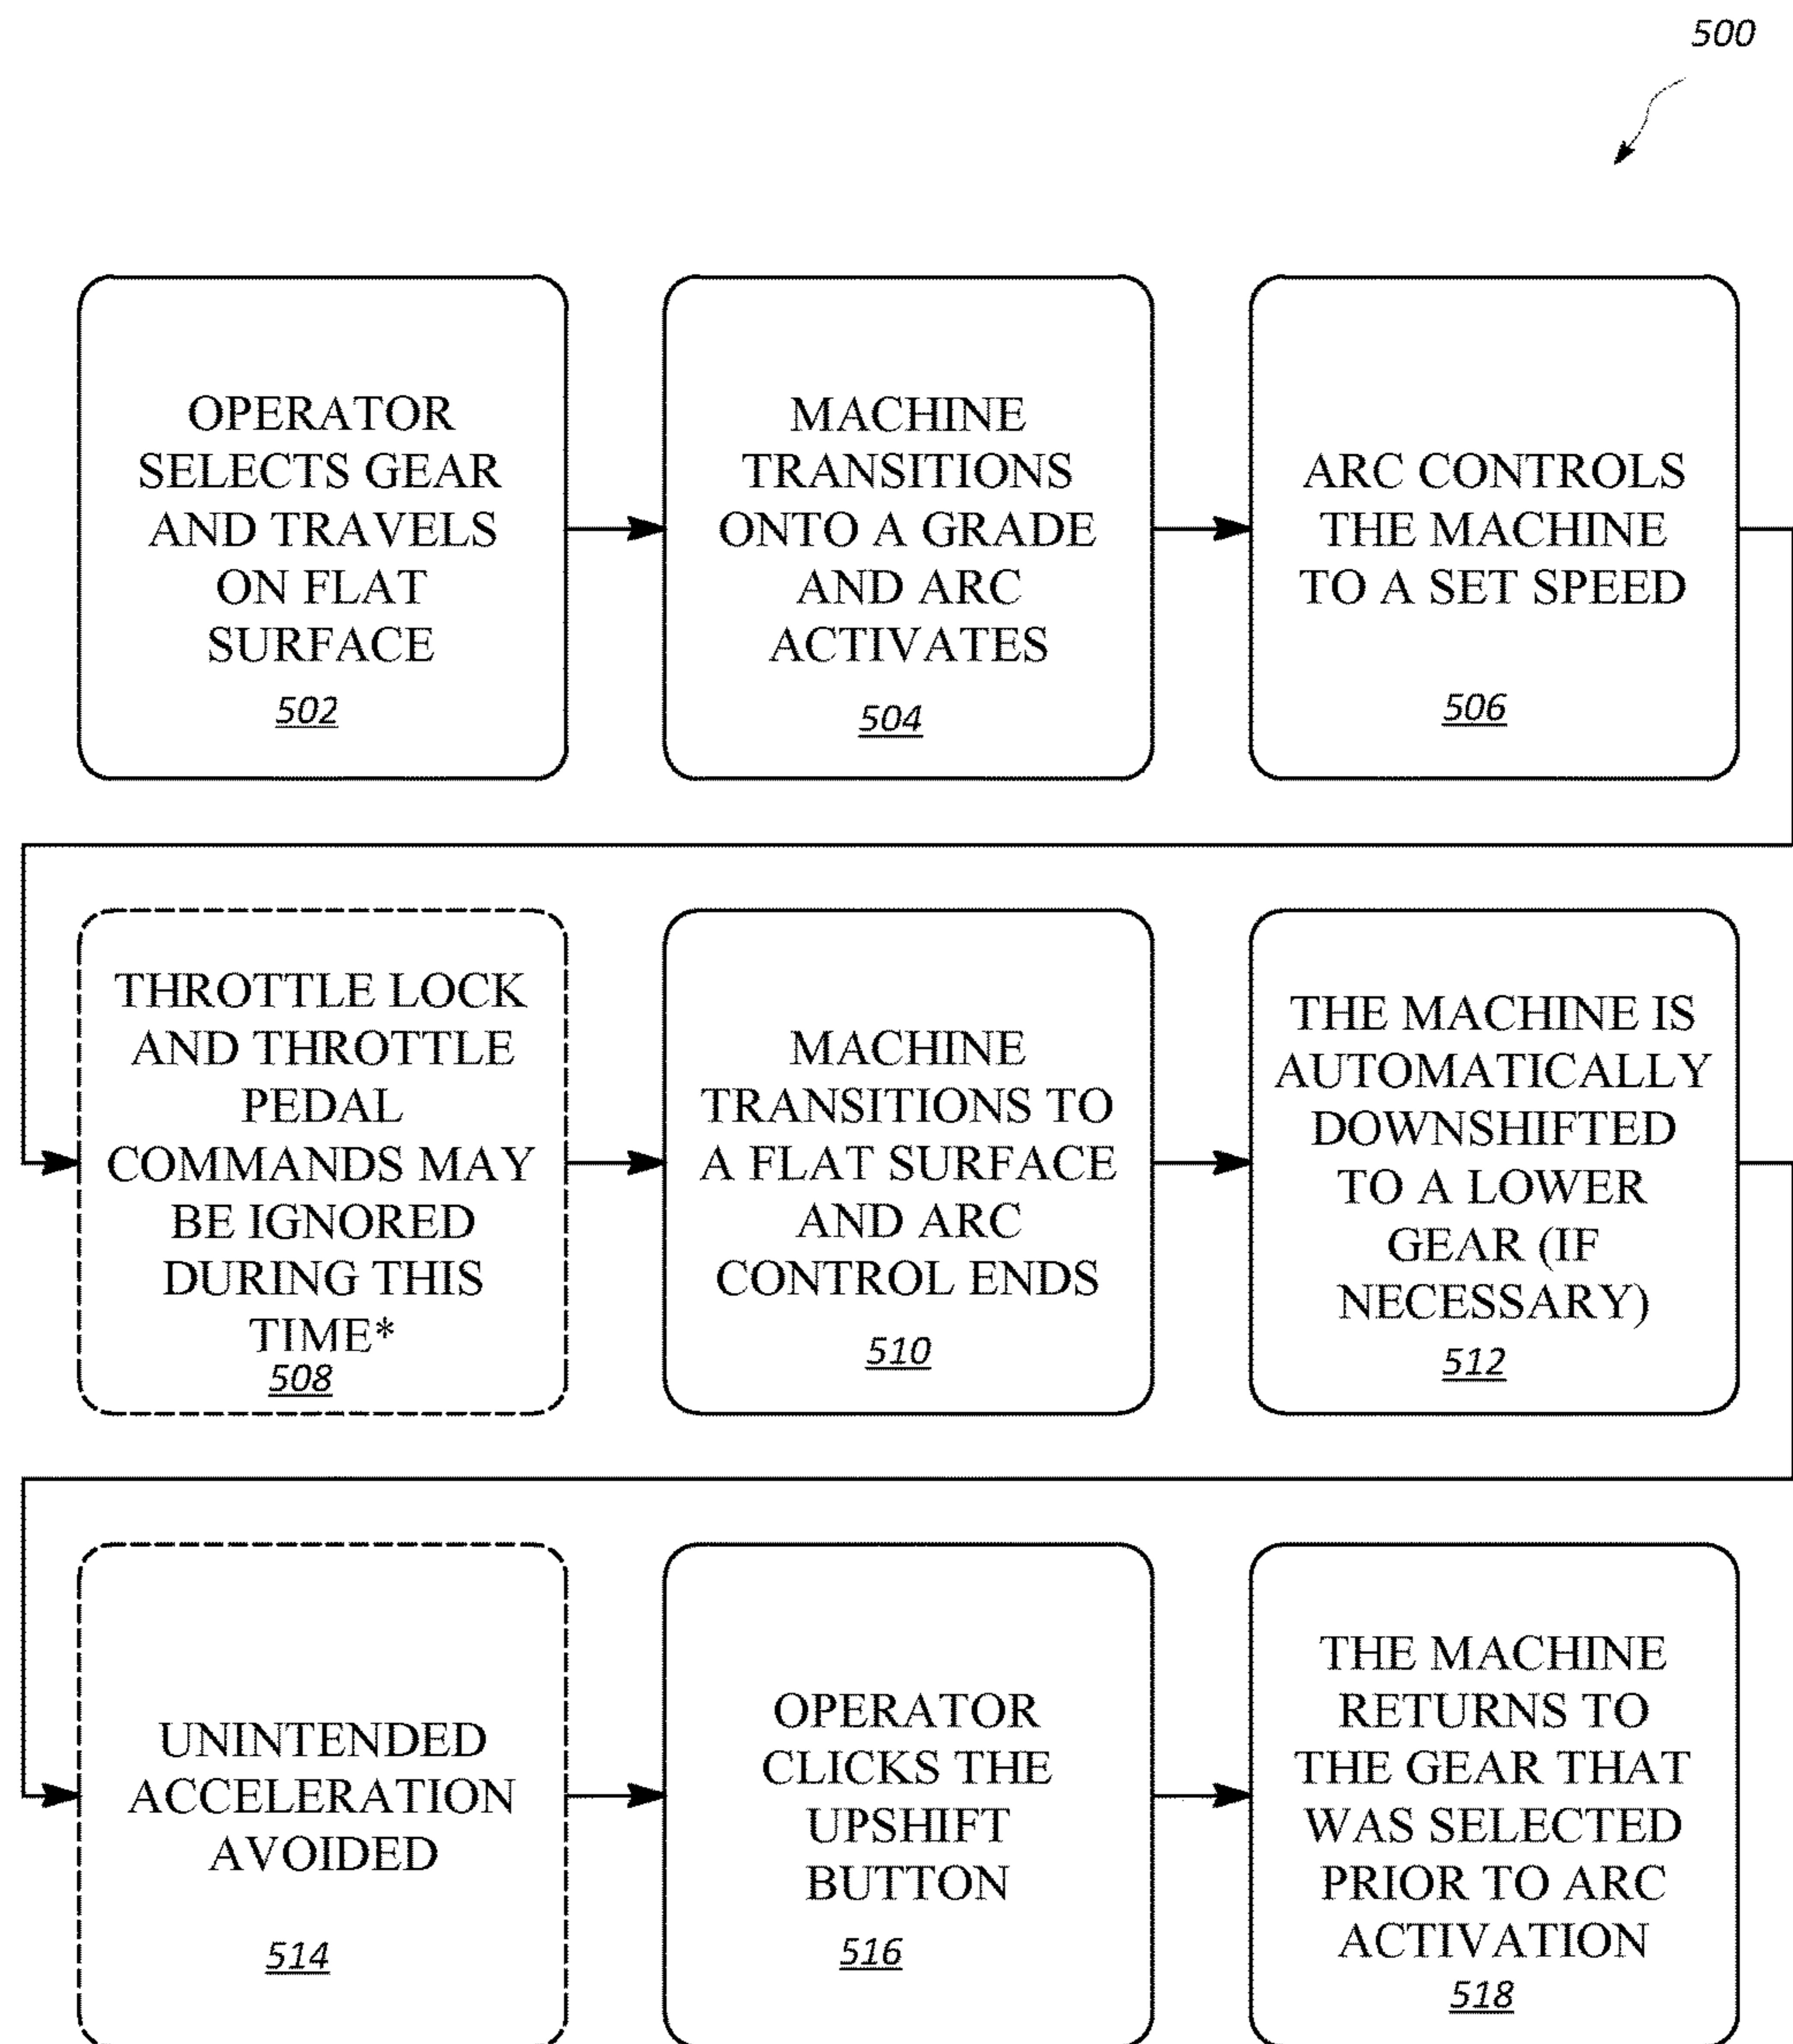 500
OPERATOR
SELECTS GEAR
AND TRAVELS
ON FLAT
SURFACE
502
MACHINE
TRANSITIONS
ONTO A GRADE
AND ARC
ACTIVATES
504
ARC CONTROLS
THE MACHINE
TO A SET SPEED
506
THROTTLE LOCK
AND THROTTLE
PEDAL
COMMANDS MAY
BE IGNORED
DURING THIS
TIME*
508
MACHINE
TRANSITIONS TO
A FLAT SURFACE
AND ARC
CONTROL ENDS
510
THE MACHINE IS
AUTOMATICALLY
DOWNSHIFTED
TO A LOWER
GEAR (IF
NECESSARY)
512
UNINTENDED
ACCELERATION
AVOIDED
514
OPERATOR
CLICKS THE
UPSHIFT
BUTTON
516
THE MACHINE
RETURNS TO
THE GEAR THAT
WAS SELECTED
PRIOR TO ARC
ACTIVATION
518